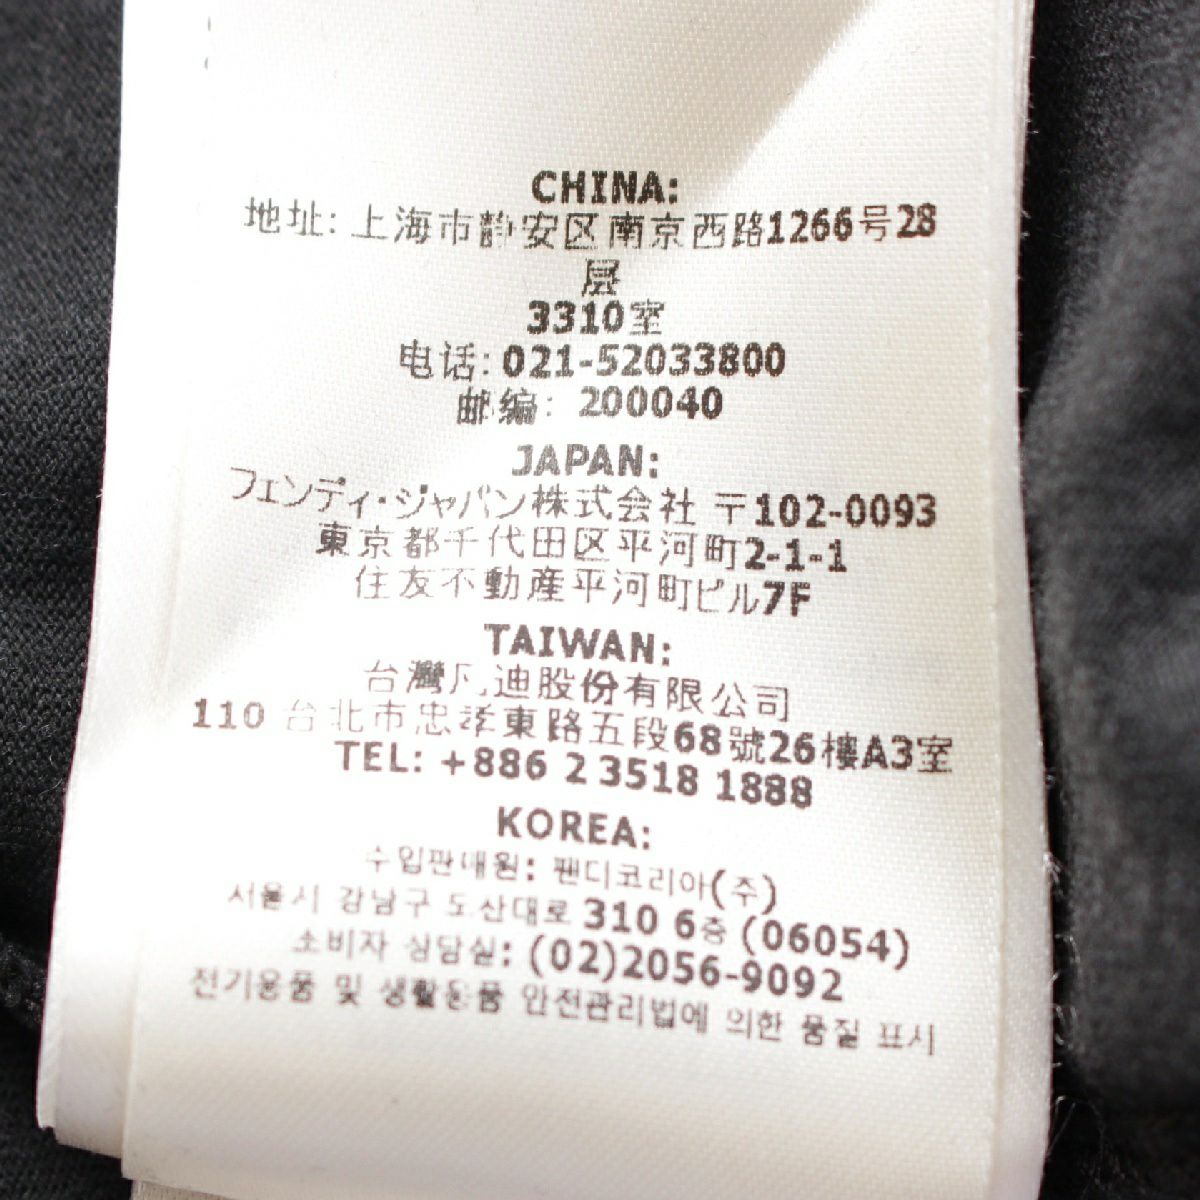 CHINA:
地址: 上海市静安区南京西路1266号28
层
3310室
电话: 021-52033800
邮编: 200040
JAPAN:
フェンディ・ジャパン株式会社 〒102-0093
東京都千代田区平河町2-1-1
住友不動産平河町ビル7F
TAIWAN:
台灣凡迪股份有限公司
110 台北市忠孝東路五段68號26樓A3室
TEL: +886 2 3518 1888
KOREA:
수입판매원: 펜디코리아(주)
서울시 강남구 도산대로 310 6층 (06054)
소비자 상담실: (02)2056-9092
전기용품 및 생활용품 안전관리법에 의한 품질 표시